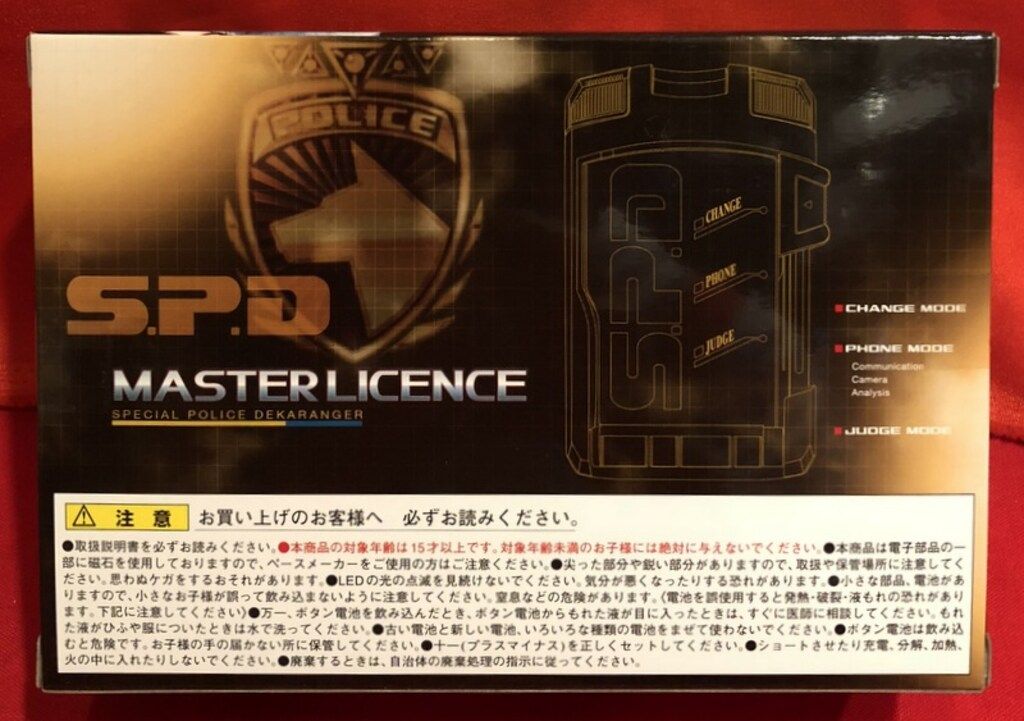 POLICE
S.P.D
MASTER LICENCE
SPECIAL POLICE DEKARANGER
S.P.D
CHANGE
PHONE
JUDGE
■CHANGE MODE
■PHONE MODE
Communication
Camera
Analysis
■JUDGE MODE
注 意 お買い上げのお客様へ 必ずお読みください。
●取扱説明書を必ずお読みください。●本商品の対象年齢は15才以上です。対象年齢未満のお子様には絶対に与えないでください。●本商品は電子部品の一
部に磁石を使用しておりますので、ペースメーカーをご使用の方はご注意ください。●尖った部分や鋭い部分がありますので、取扱や保管場所に注意してく
ださい。思わぬケガをするおそれがあります。●LEDの光の点滅を見続けないでください。気分が悪くなったりする恐れがあります。●小さな部品、電池があ
りますので、小さなお子様が誤って飲み込まないように注意してください。窒息などの危険があります。(電池を誤使用すると発熱・破裂・液もれの恐れがあり
ます。下記に注意してください)●万一、ボタン電池を飲み込んだとき、ボタン電池からもれた液が目に入ったときは、すぐに医師に相談してください。もれ
た液がひふや服についたときは水で洗ってください。●古い電池と新しい電池、いろいろな種類の電池をまぜて使わないでください。●ボタン電池は飲み込
むと危険です。お子様の手の届かない所に保管してください。●+−(プラスマイナス)を正しくセットしてください。●ショートさせたり充電、分解、加熱、
火の中に入れたりしないでください。●廃棄するときは、自治体の廃棄処理の指示に従ってください。